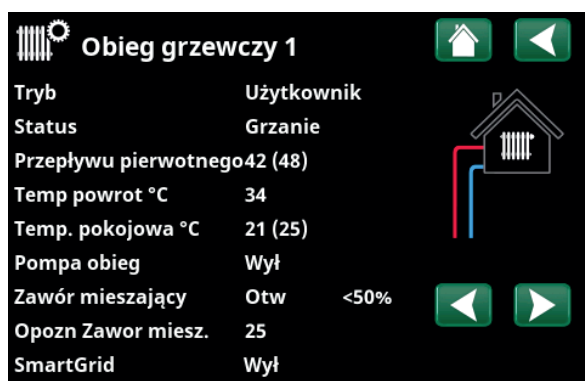 Obieg grzewczy 1
Tryb Użytkownik
Status Grzanie
Przepływu pierwotnego 42 (48)
Temp powrot °C 34
Temp. pokojowa °C 21 (25)
Pompa obieg Wył
Zawór mieszający Otw <50%
Opozn Zawor miesz. 25
SmartGrid Wył